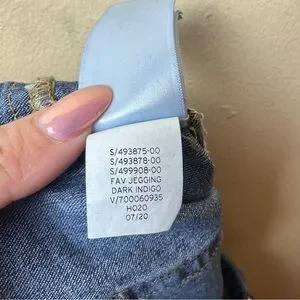 S/493875-00
S/493878-00
S/499908-00
FAV JEGGING
DARK INDIGO
V/700060935
HO20
07/20